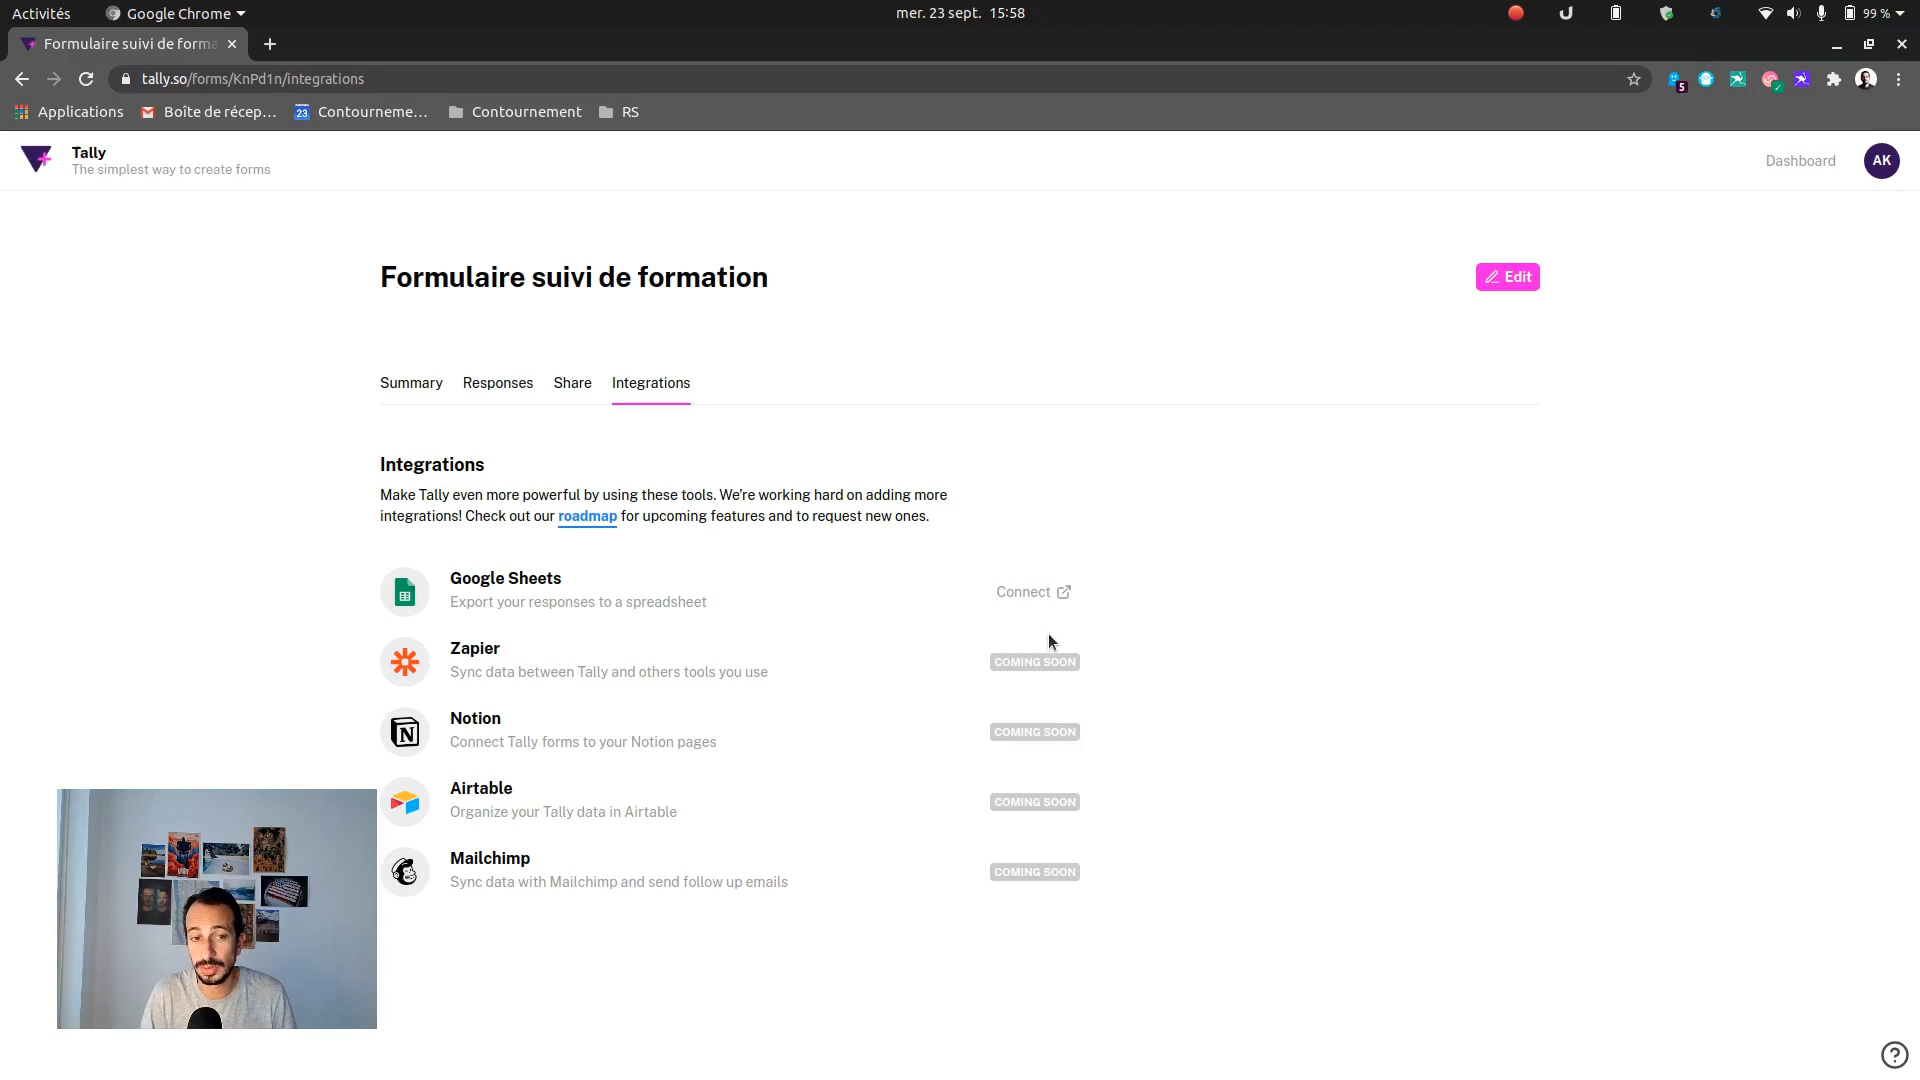 Activités
Google Chrome
mer. 23 sept. 15:58
99 %
Formulaire suivi de forma
tally.so/forms/KnPd1n/integrations
5
Applications
Boîte de récep…
23
Contourneme…
Contournement
RS
Tally
The simplest way to create forms
Dashboard
AK
Formulaire suivi de formation
Edit
Summary
Responses
Share
Integrations
Integrations
Make Tally even more powerful by using these tools. We're working hard on adding more
integrations! Check out our roadmap for upcoming features and to request new ones.
Google Sheets
Export your responses to a spreadsheet
Connect
Zapier
Sync data between Tally and others tools you use
COMING SOON
Notion
Connect Tally forms to your Notion pages
COMING SOON
Airtable
Organize your Tally data in Airtable
COMING SOON
Mailchimp
Sync data with Mailchimp and send follow up emails
COMING SOON